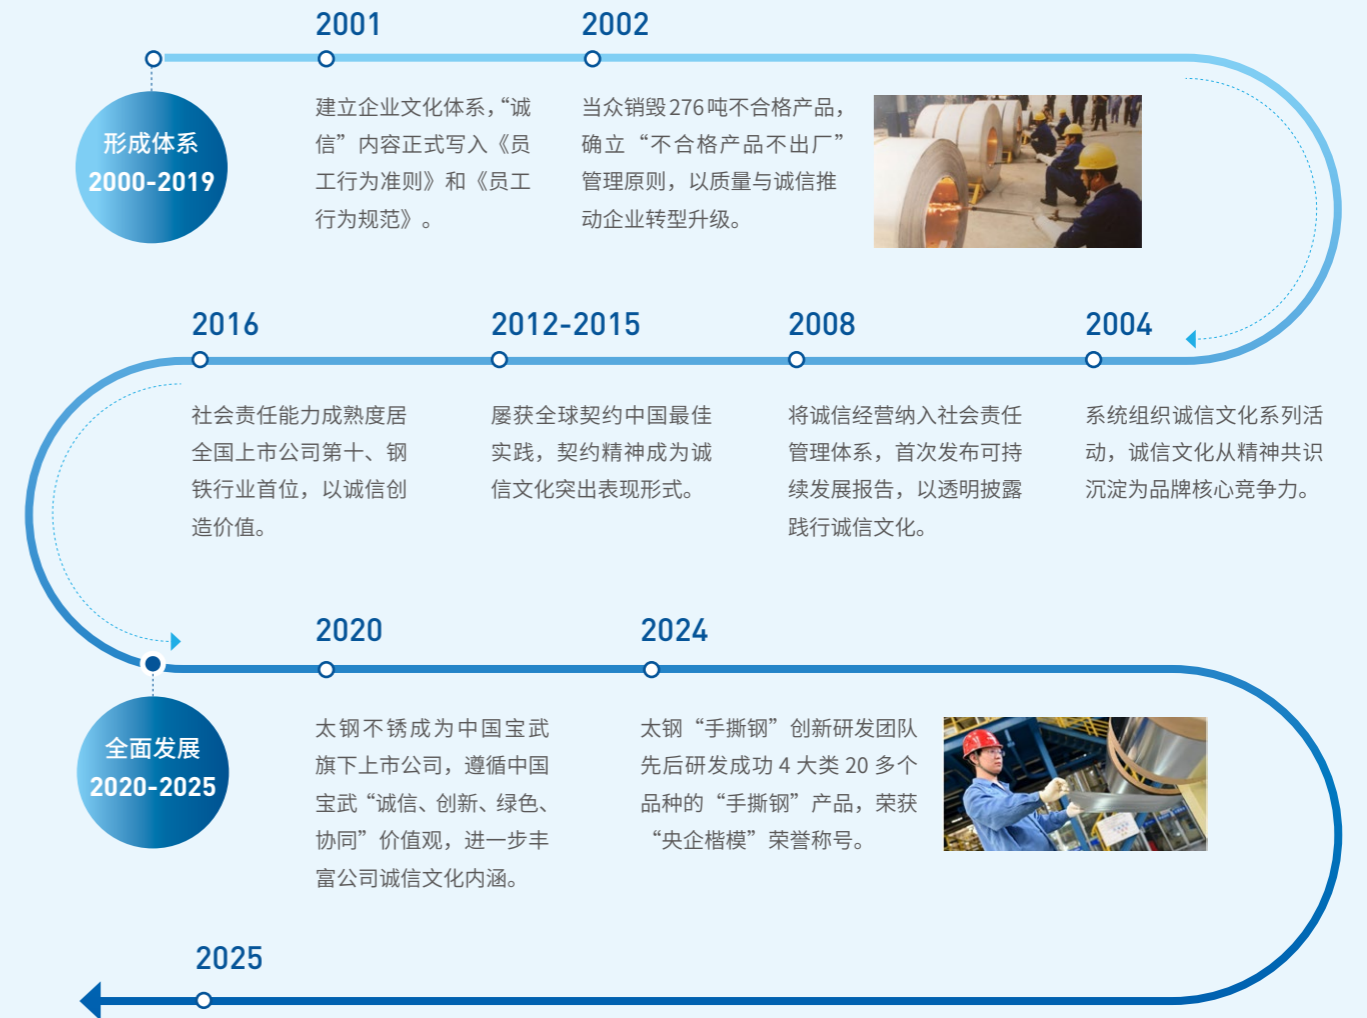 2001
2002
形成体系
2000-2019
建立企业文化体系，“诚
信”内容正式写入《员
工行为准则》和《员工
行为规范》。
当众销毁276吨不合格产品，
确立“不合格产品不出厂”
管理原则，以质量与诚信推
动企业转型升级。
2004
系统组织诚信文化系列活
动，诚信文化从精神共识
沉淀为品牌核心竞争力。
2008
将诚信经营纳入社会责任
管理体系，首次发布可持
续发展报告，以透明披露
践行诚信文化。
2012-2015
屡获全球契约中国最佳
实践，契约精神成为诚
信文化突出表现形式。
2016
社会责任能力成熟度居
全国上市公司第十、钢
铁行业首位，以诚信创
造价值。
全面发展
2020-2025
2020
太钢不锈成为中国宝武
旗下上市公司，遵循中国
宝武“诚信、创新、绿色、
协同”价值观，进一步丰
富公司诚信文化内涵。
2024
太钢“手撕钢”创新研发团队
先后研发成功 4 大类 20 多个
品种的“手撕钢”产品，荣获
“央企楷模”荣誉称号。
2025